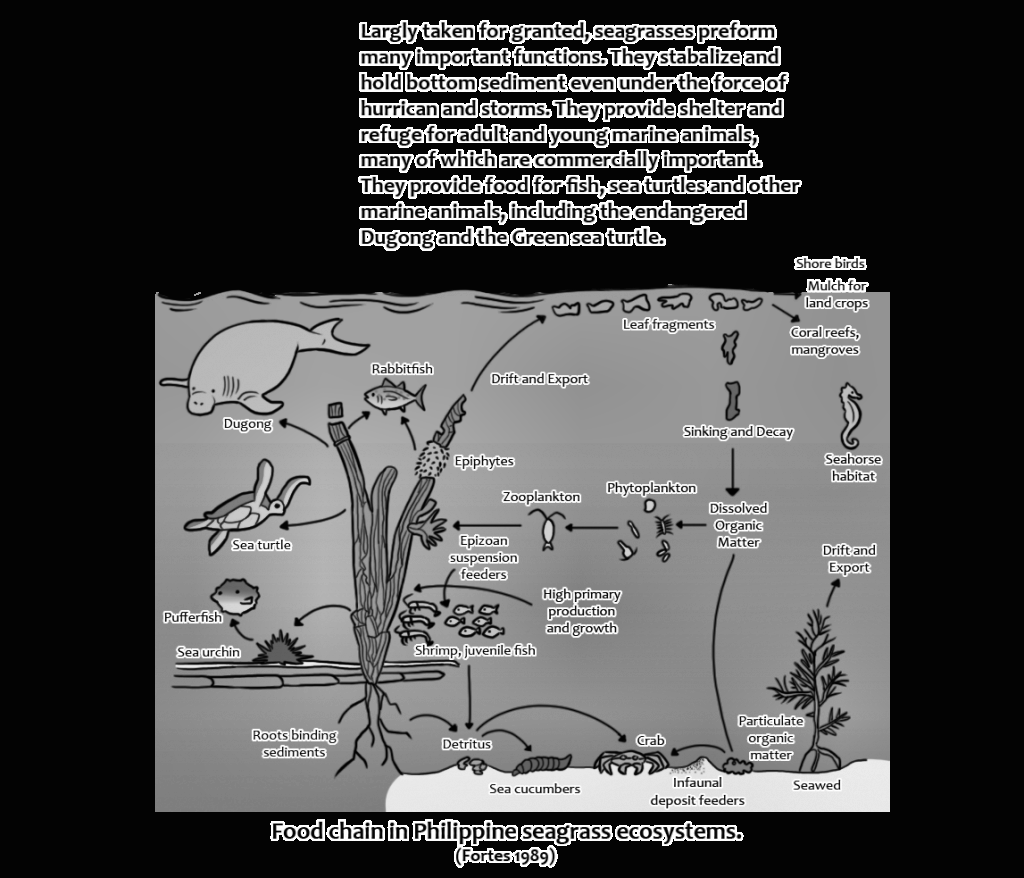 Largly taken for granted, seagrasses preform
many important functions. They stabalize and
hold bottom sediment even under the force of
hurrican and storms. They provide shelter and
refuge for adult and young marine animals,
many of which are commercially important.
They provide food for fish, sea turtles and other
marine animals, including the endangered
Dugong and the Green sea turtle.
Shore birds
Mulch for
land crops
Leaf fragments
Coral reefs,
mangroves
Rabbitfish
Drift and Export
Dugong
Sinking and Decay
Epiphytes
Seahorse
habitat
Zooplankton
Phytoplankton
Dissolved
Organic
Matter
Sea turtle
Epizoan
suspension
feeders
Drift and
Export
High primary
production
and growth
Pufferfish
Sea urchin
Shrimp, juvenile fish
Roots binding
sediments
Detritus
Crab
Particulate
organic
matter
Sea cucumbers
Infaunal
deposit feeders
Seawed
Food chain in Philippine seagrass ecosystems.
(Fortes 1989)